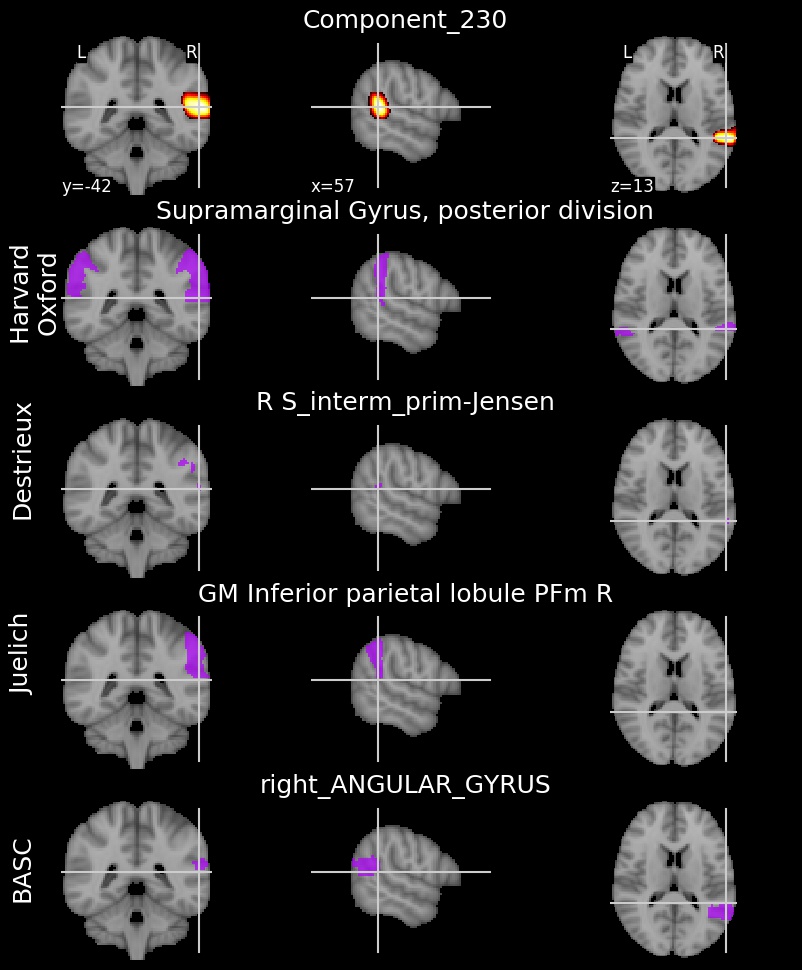 Component_230
L R
L R
y=-42
x=57
z=13
Supramarginal Gyrus, posterior division
Harvard
Oxford
R S_interm_prim-Jensen
Destrieux
GM Inferior parietal lobule PFm R
Juelich
right_ANGULAR_GYRUS
BASC